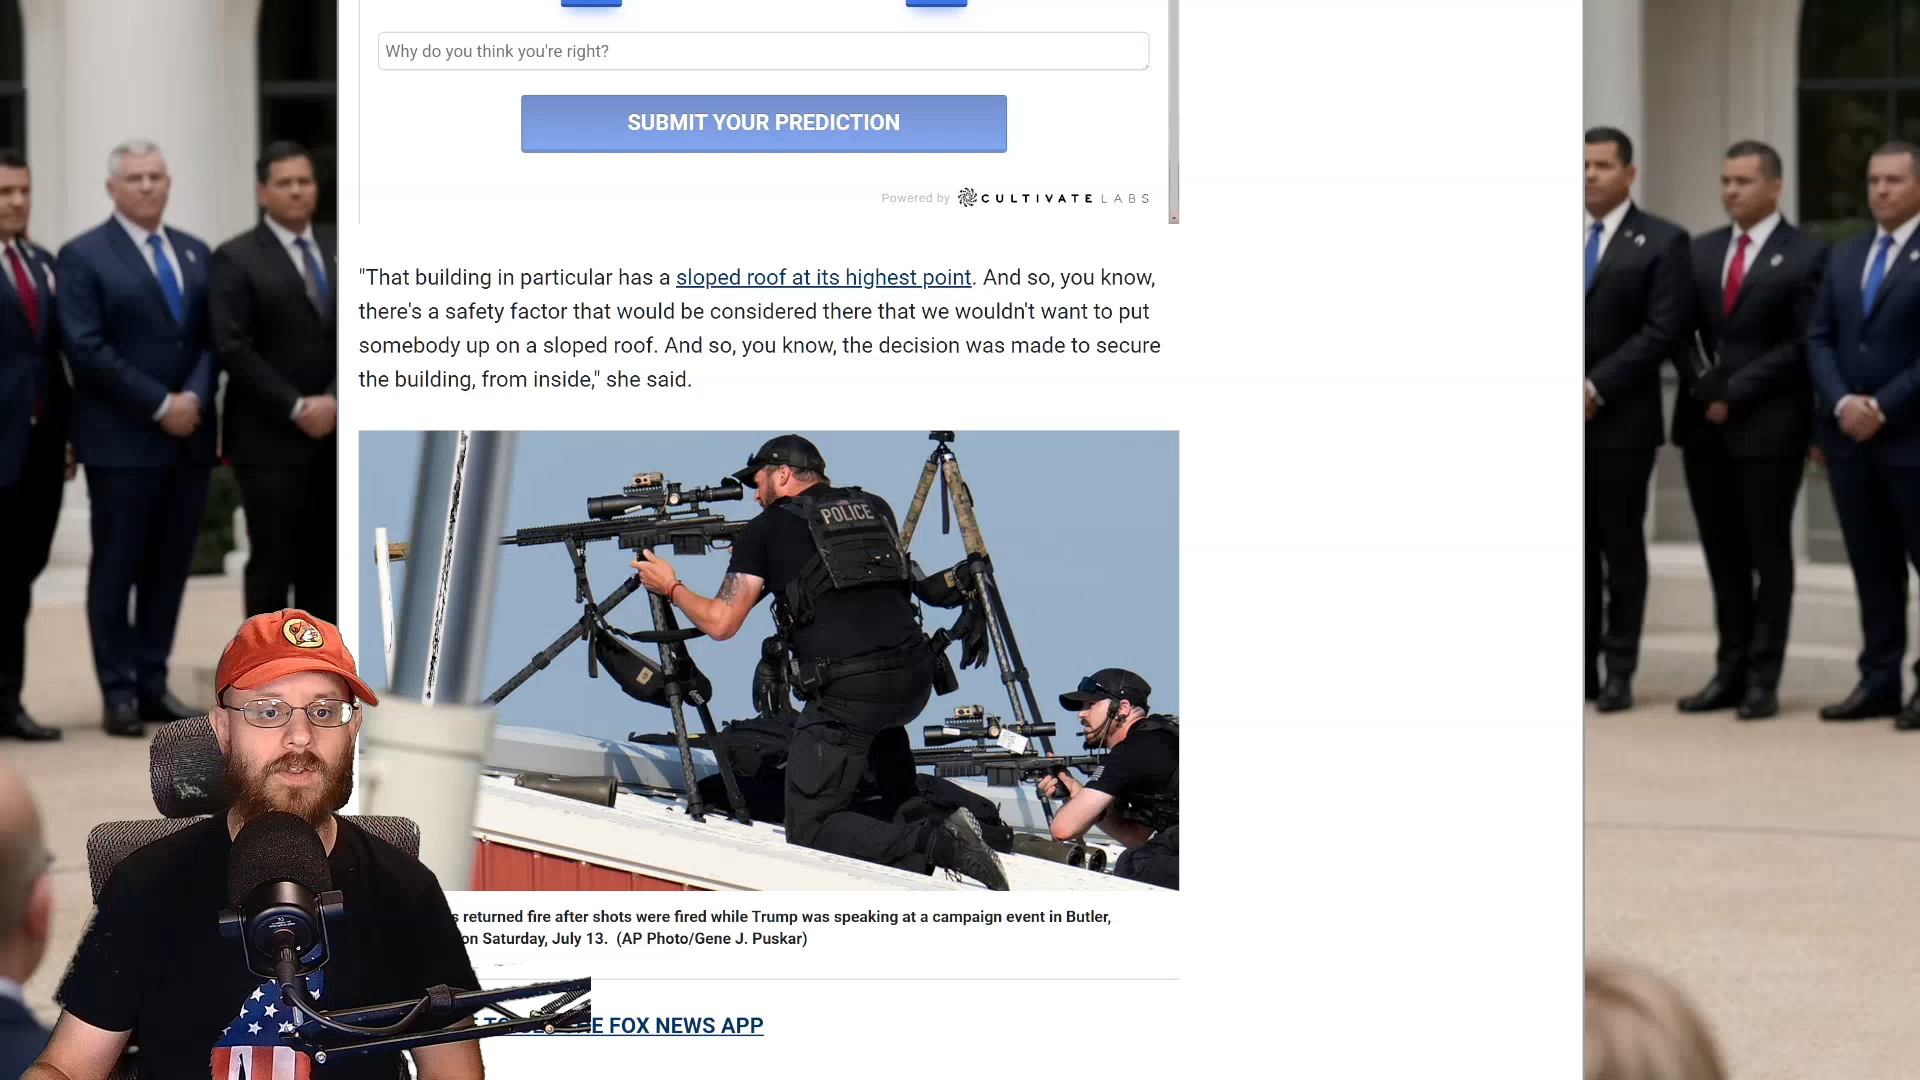 Why do you think you're right?
SUBMIT YOUR PREDICTION
Powered by CULTIVATE LABS
"That building in particular has a sloped roof at its highest point. And so, you know,
there's a safety factor that would be considered there that we wouldn't want to put
somebody up on a sloped roof. And so, you know, the decision was made to secure
the building, from inside," she said.
POLICE
returned fire after shots were fired while Trump was speaking at a campaign event in Butler,
on Saturday, July 13. (AP Photo/Gene J. Puskar)
FOX NEWS APP